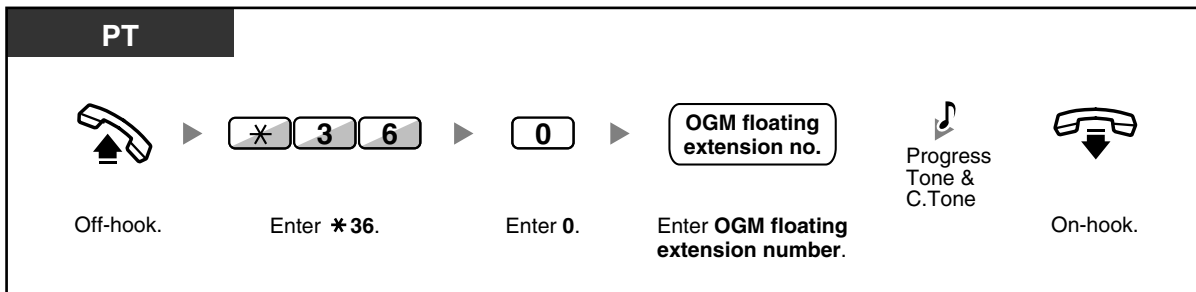 PT
* 3 6
0
OGM floating
extension no.
Progress
Tone &
C.Tone
Off-hook.
Enter *36.
Enter 0.
Enter OGM floating
extension number.
On-hook.